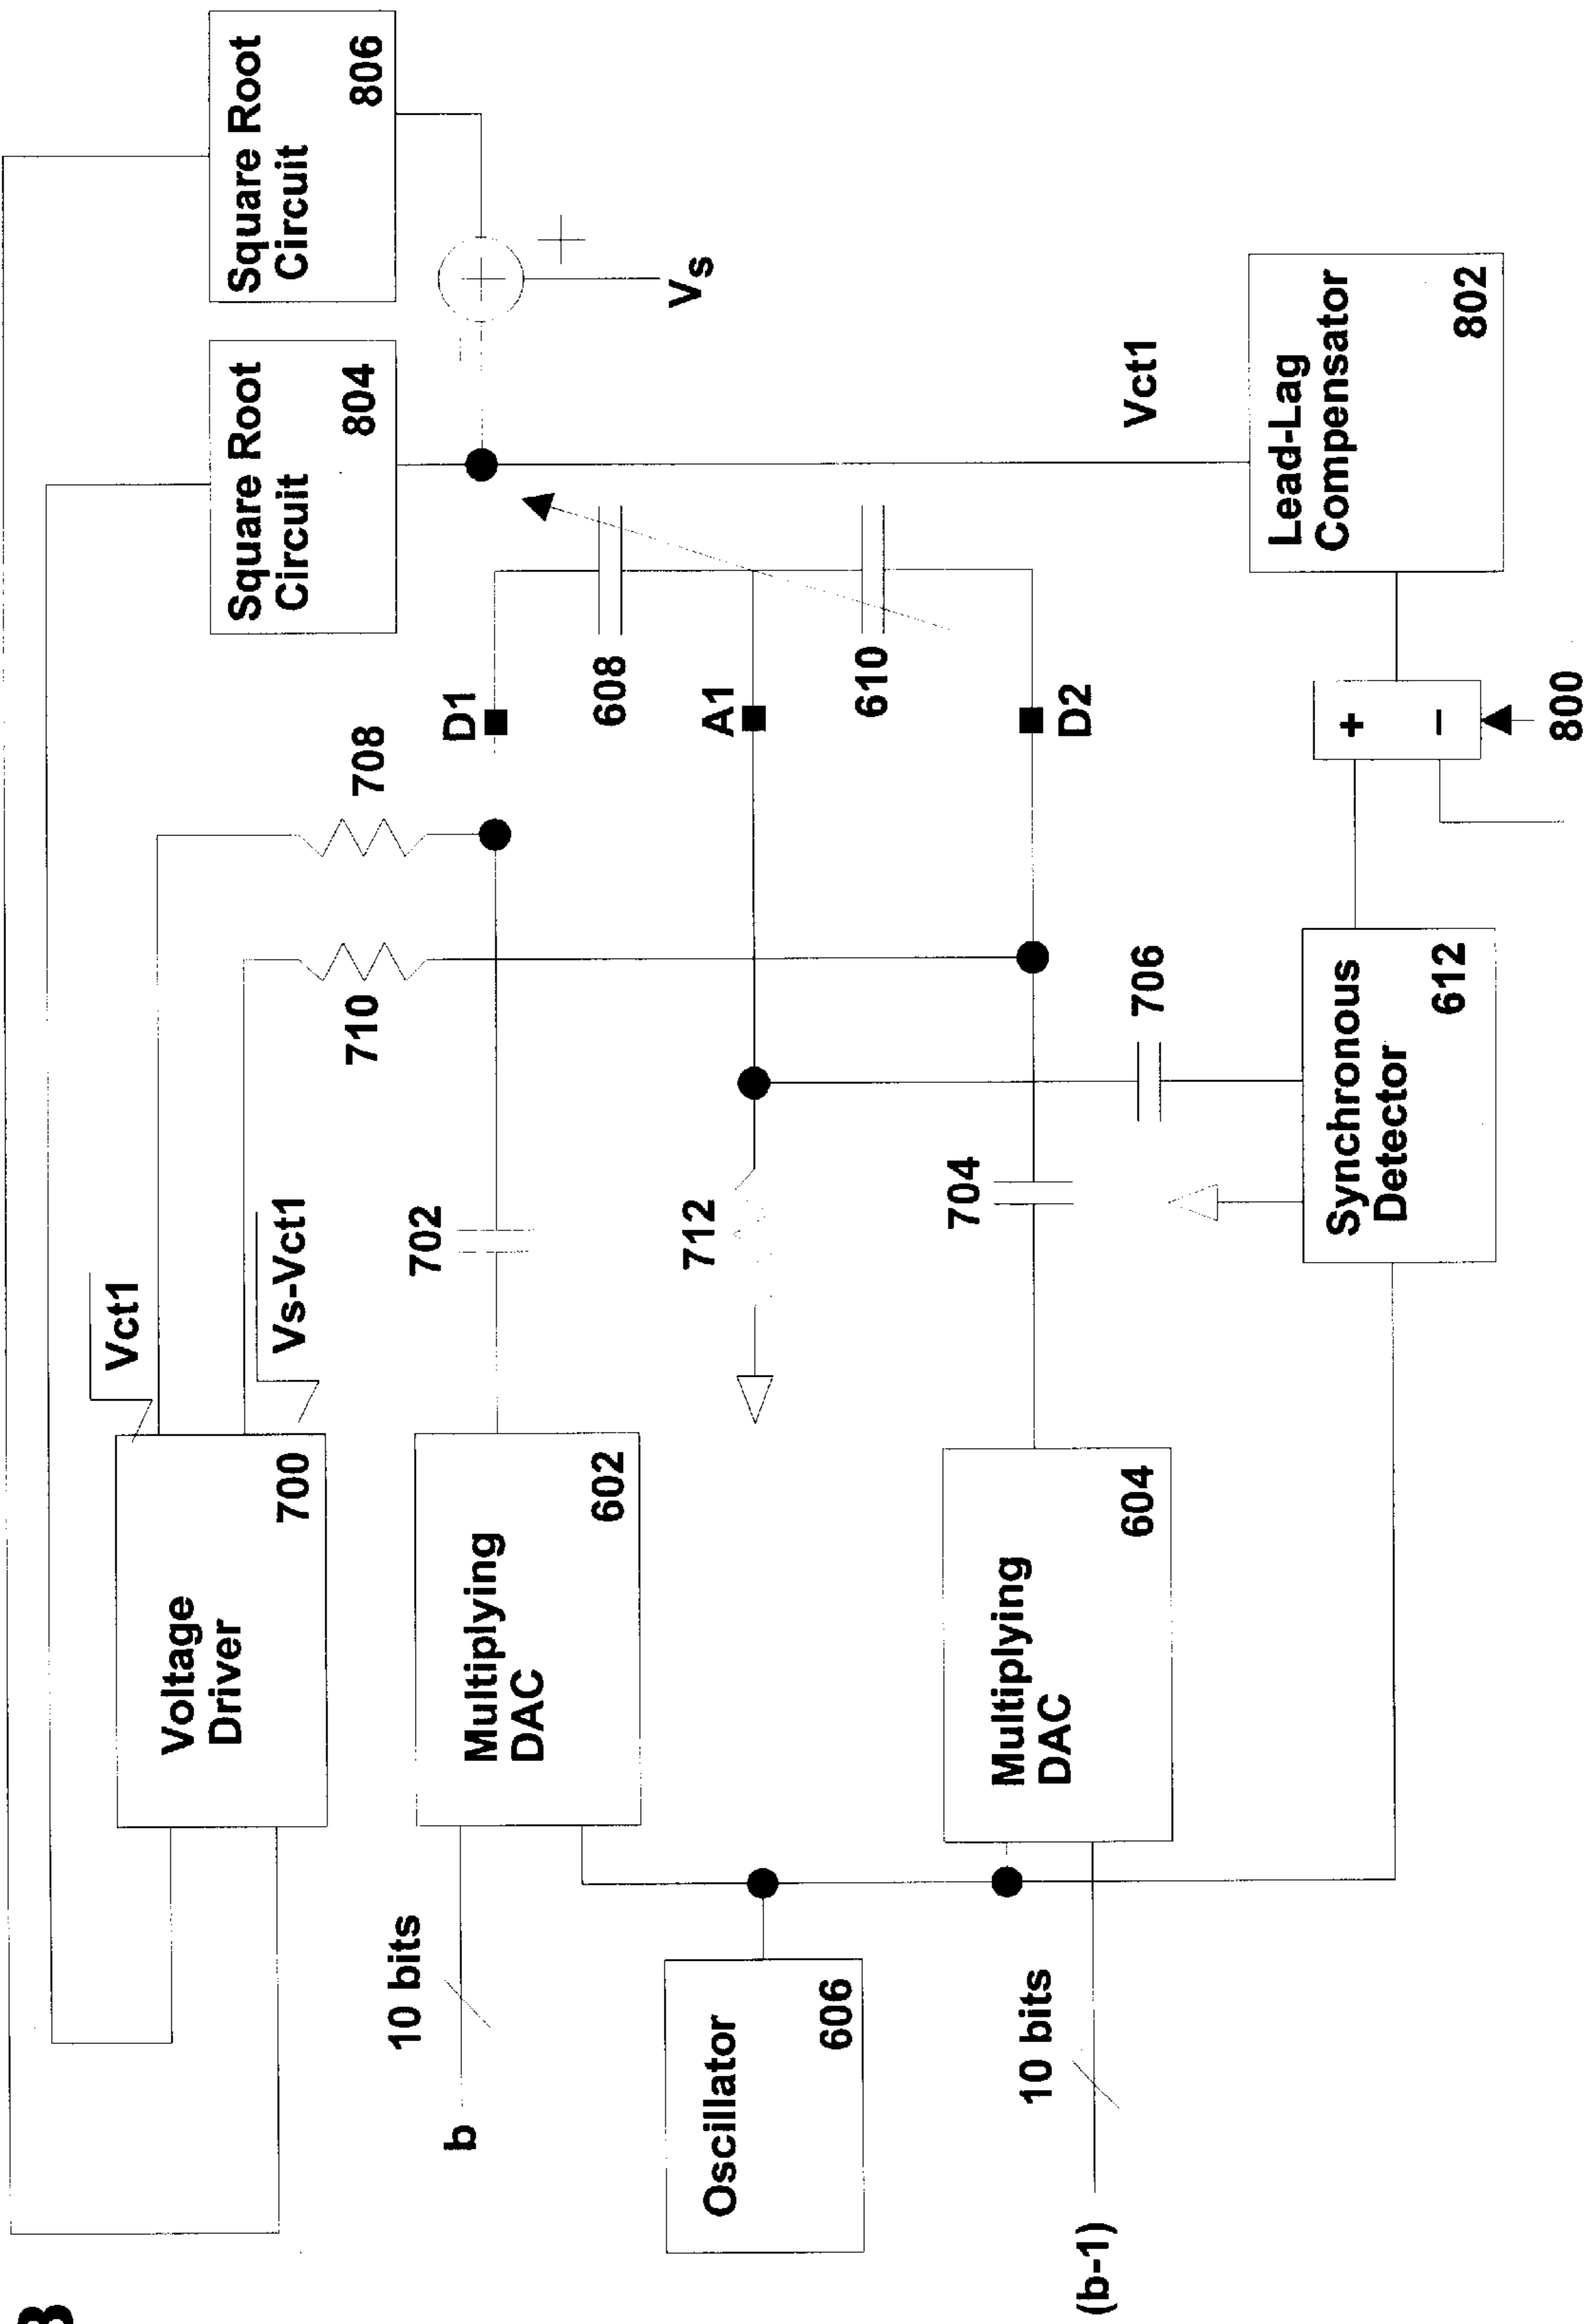 Square Root
Circuit
806
Square Root
Circuit
804
+
+
−
Vs
Vct1
Lead-Lag
Compensator
802
708
710
D1
608
A1
610
D2
+
−
800
Vct1
Vs-Vct1
702
712
704
706
Synchronous
Detector
612
Voltage
Driver
700
Multiplying
DAC
602
Multiplying
DAC
604
10 bits
b
Oscillator
606
10 bits
(b-1)